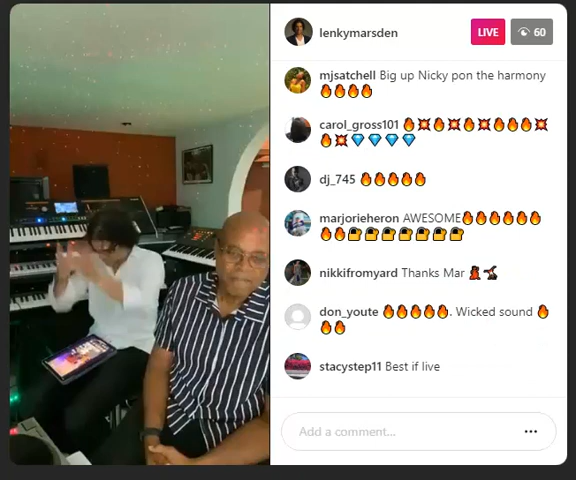 lenkymarsden
LIVE
60
mjsatchell Big up Nicky pon the harmony
🔥🔥🔥🔥
carol_gross101 🔥💥🔥💥🔥💥🔥🔥🔥💥
🔥💥💎💎💎💎
dj_745 🔥🔥🔥🔥🔥
marjorieheron AWESOME🔥🔥🔥🔥🔥🔥
🔥🔥🔐🔐🔐🔐🔐🔐🔐
nikkifromyard Thanks Mar
don_youte 🔥🔥🔥🔥🔥. Wicked sound 🔥
🔥🔥
stacystep11 Best if live
Add a comment...